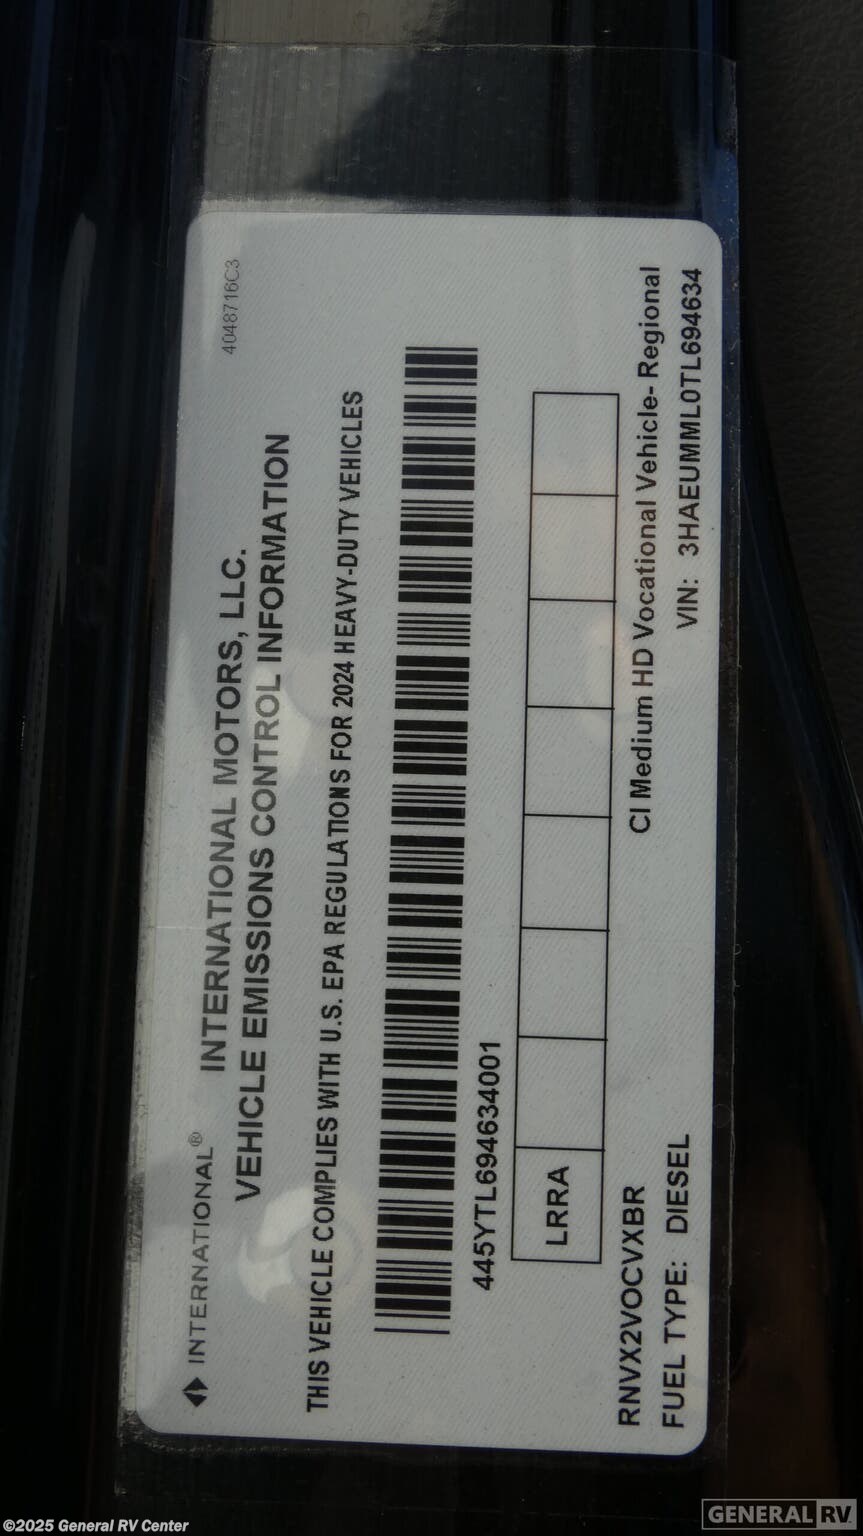 4048716C3
INTERNATIONAL® INTERNATIONAL MOTORS, LLC.
VEHICLE EMISSIONS CONTROL INFORMATION
THIS VEHICLE COMPLIES WITH U.S. EPA REGULATIONS FOR 2024 HEAVY-DUTY VEHICLES
445YTL694634001
LRRA
RNVX2VOCVXBR CI Medium HD Vocational Vehicle- Regional
FUEL TYPE: DIESEL VIN: 3HAEUMML0TL694634
©2025 General RV Center
GENERAL RV